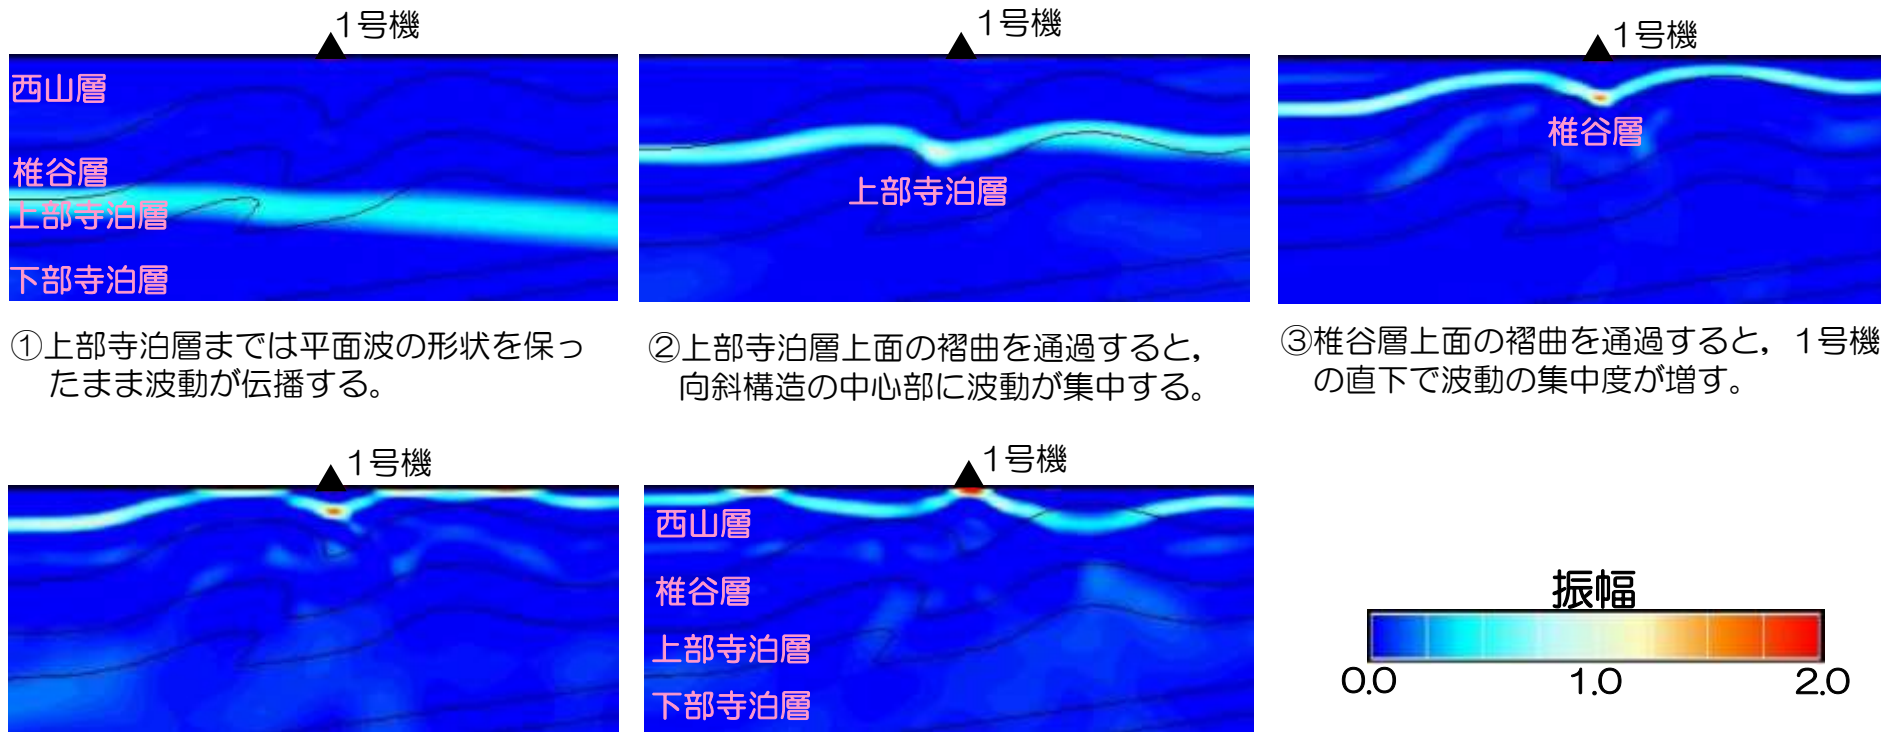 1号機
1号機
1号機
西山層
椎谷層
上部寺泊層
下部寺泊層
上部寺泊層
椎谷層
①上部寺泊層までは平面波の形状を保っ
たまま波動が伝播する。
②上部寺泊層上面の褶曲を通過すると,
向斜構造の中心部に波動が集中する。
③椎谷層上面の褶曲を通過すると, 1号機
の直下で波動の集中度が増す。
1号機
1号機
西山層
椎谷層
上部寺泊層
下部寺泊層
振幅
0.0 1.0 2.0